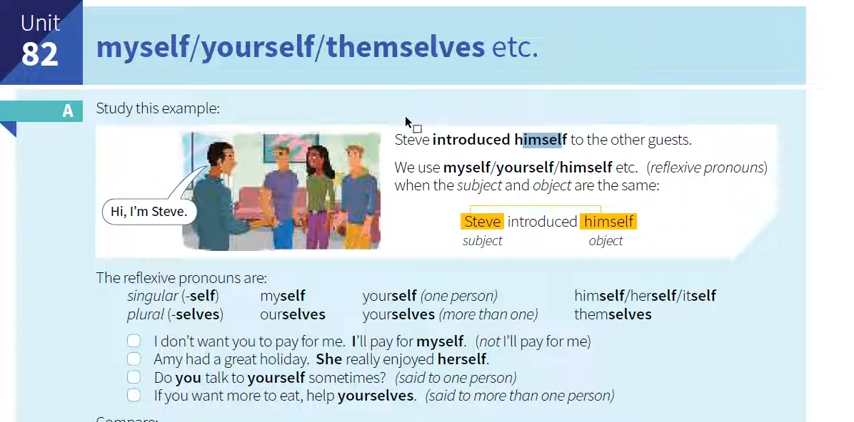 Unit
82
myself/yourself/themselves etc.
A
Study this example:
Hi, I'm Steve.
Steve introduced himself to the other guests.
We use myself/yourself/himself etc. (reflexive pronouns)
when the subject and object are the same:
Steve introduced himself
subject object
The reflexive pronouns are:
singular (-self) myself yourself (one person) himself/herself/itself
plural (-selves) ourselves yourselves (more than one) themselves
I don't want you to pay for me. I'll pay for myself. (not I'll pay for me)
Amy had a great holiday. She really enjoyed herself.
Do you talk to yourself sometimes? (said to one person)
If you want more to eat, help yourselves. (said to more than one person)
Compare: